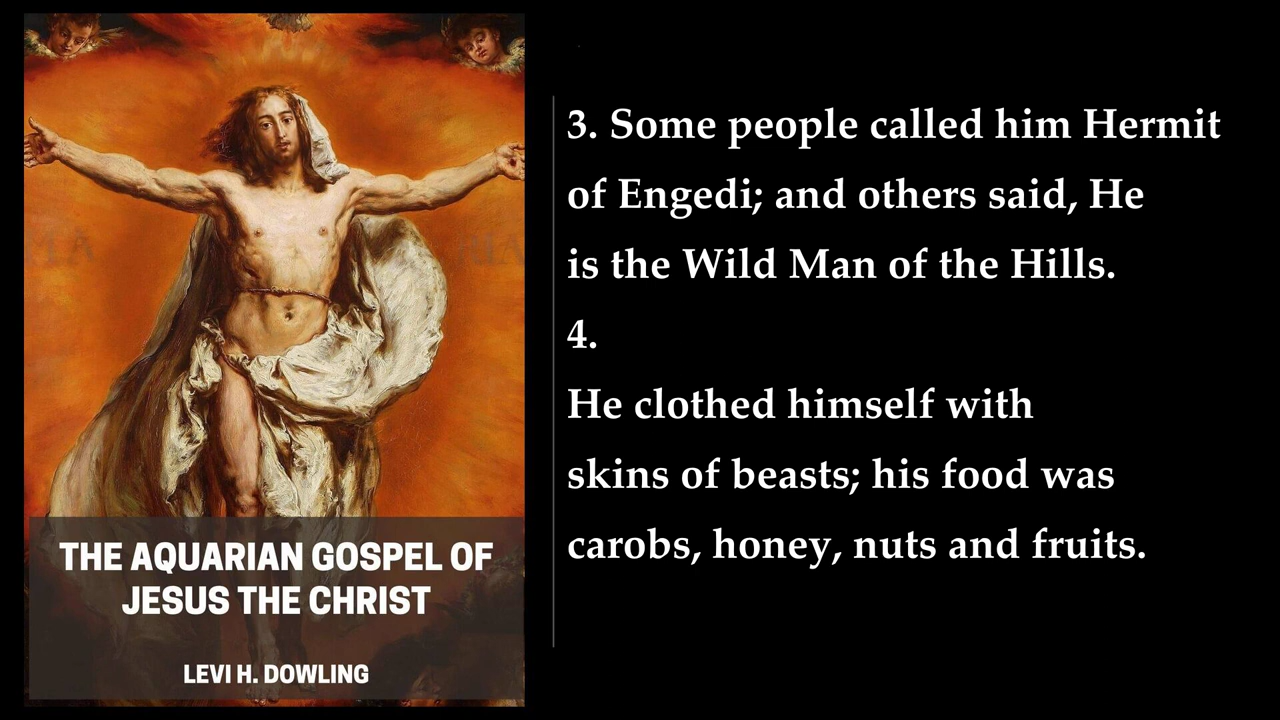 THE AQUARIAN GOSPEL OF
JESUS THE CHRIST
LEVI H. DOWLING
3. Some people called him Hermit
of Engedi; and others said, He
is the Wild Man of the Hills.
4.
He clothed himself with
skins of beasts; his food was
carobs, honey, nuts and fruits.